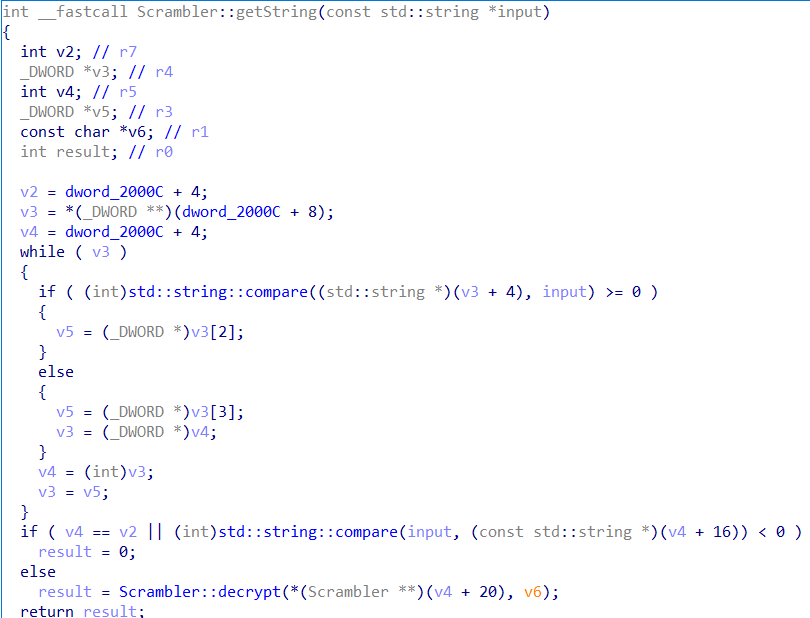 int __fastcall Scrambler::getString(const std::string *input)
{
  int v2; // r7
  _DWORD *v3; // r4
  int v4; // r5
  _DWORD *v5; // r3
  const char *v6; // r1
  int result; // r0

  v2 = dword_2000C + 4;
  v3 = *(_DWORD **)(dword_2000C + 8);
  v4 = dword_2000C + 4;
  while ( v3 )
  {
    if ( (int)std::string::compare((std::string *)(v3 + 4), input) >= 0 )
    {
      v5 = (_DWORD *)v3[2];
    }
    else
    {
      v5 = (_DWORD *)v3[3];
      v3 = (_DWORD *)v4;
    }
    v4 = (int)v3;
    v3 = v5;
  }
  if ( v4 == v2 || (int)std::string::compare(input, (const std::string *)(v4 + 16)) < 0 )
    result = 0;
  else
    result = Scrambler::decrypt(*(Scrambler **)(v4 + 20), v6);
  return result;